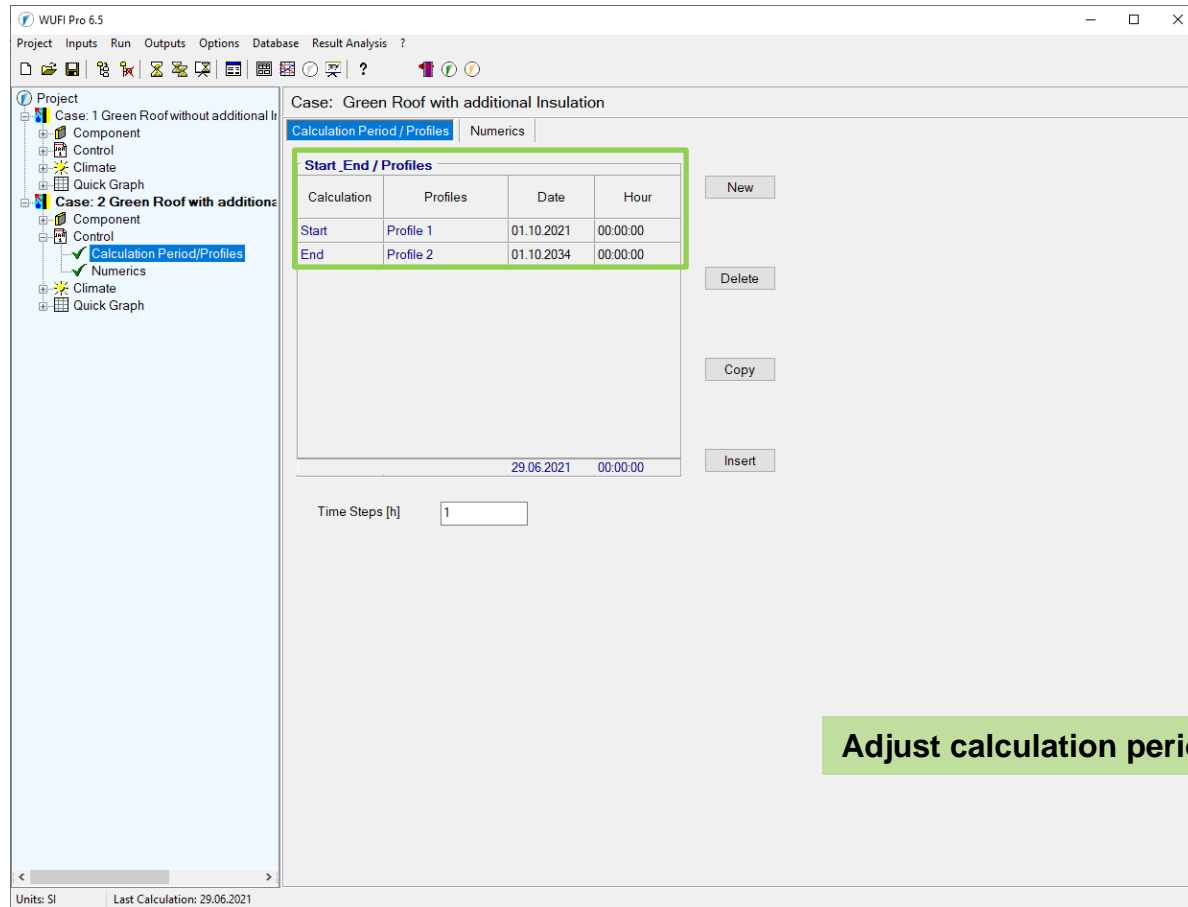 WUFI Pro 6.5
Project Inputs Run Outputs Options Database Result Analysis ?
Project
Case: 1 Green Roof without additional
Component
Control
Climate
Quick Graph
Case: 2 Green Roof with
Component
Control
Calculation Period/Profiles
Numerics
Climate
Quick Graph
Case: Green Roof with additional Insulation
Calculation Period / Profiles Numerics
Start_End / Profiles
Calculation Profiles Date Hour
Start Profile 1 01.10.2021 00:00:00
End Profile 2 01.10.2034 00:00:00
29.06.2021 00:00:00
New
Delete
Copy
Insert
Time Steps [h] 1
Adjust calculation
Units: SI Last Calculation: 29.06.2021